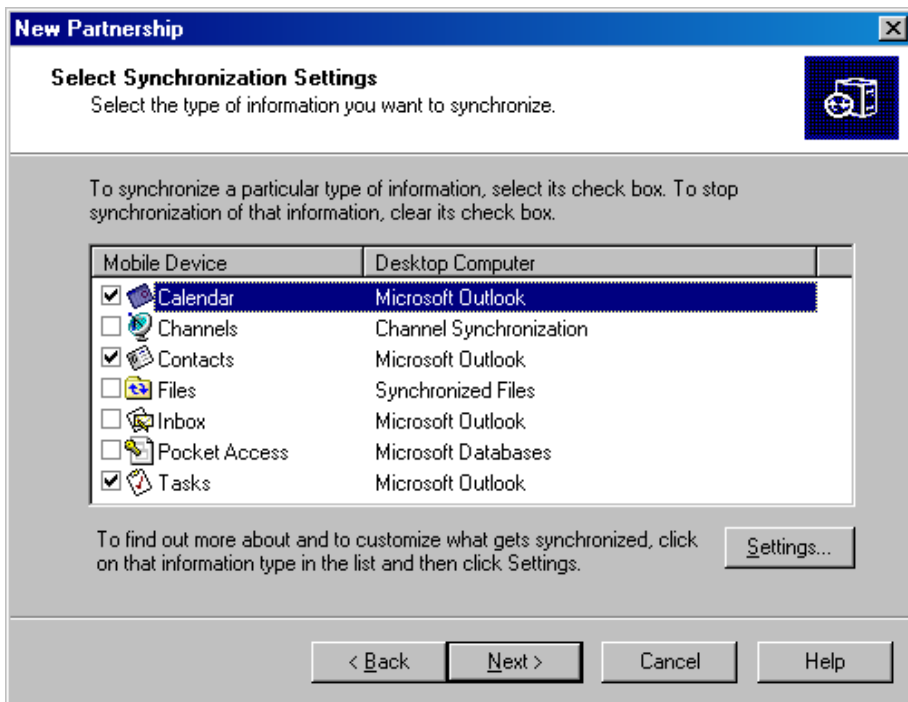 New Partnership
Select Synchronization Settings
Select the type of information you want to synchronize.
To synchronize a particular type of information, select its check box. To stop
synchronization of that information, clear its check box.
Mobile Device Desktop Computer
Calendar Microsoft Outlook
Channels Channel Synchronization
Contacts Microsoft Outlook
Files Synchronized Files
Inbox Microsoft Outlook
Pocket Access Microsoft Databases
Tasks Microsoft Outlook
To find out more about and to customize what gets synchronized, click
on that information type in the list and then click Settings.
Settings...
< Back Next > Cancel Help